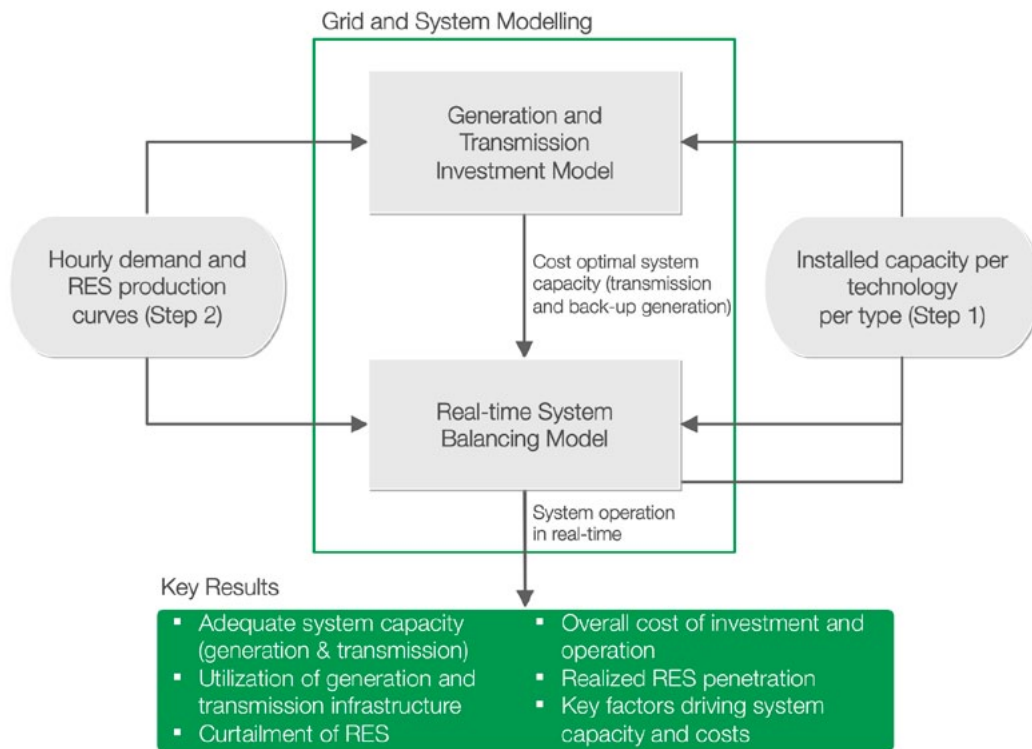 Grid and System Modelling
Generation and
Transmission
Investment Model
Hourly demand and
RES production
curves (Step 2)
Cost optimal system
capacity (transmission
and back-up generation)
Installed capacity per
technology
per type (Step 1)
Real-time System
Balancing Model
System operation
in real-time
Key Results
▪ Adequate system capacity
(generation & transmission)
▪ Utilization of generation and
transmission infrastructure
▪ Curtailment of RES
▪ Overall cost of investment and
operation
▪ Realized RES penetration
▪ Key factors driving system
capacity and costs